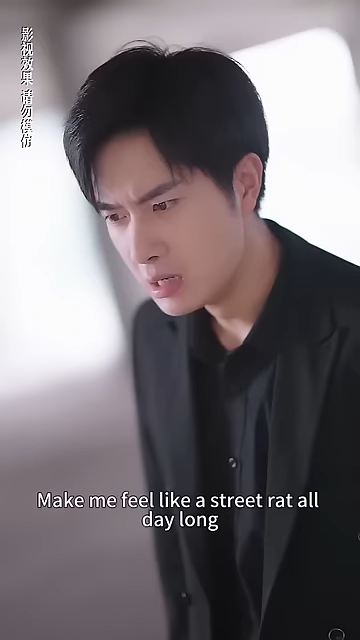 影视效果 请勿模仿
Make me feel like a street rat all
day long